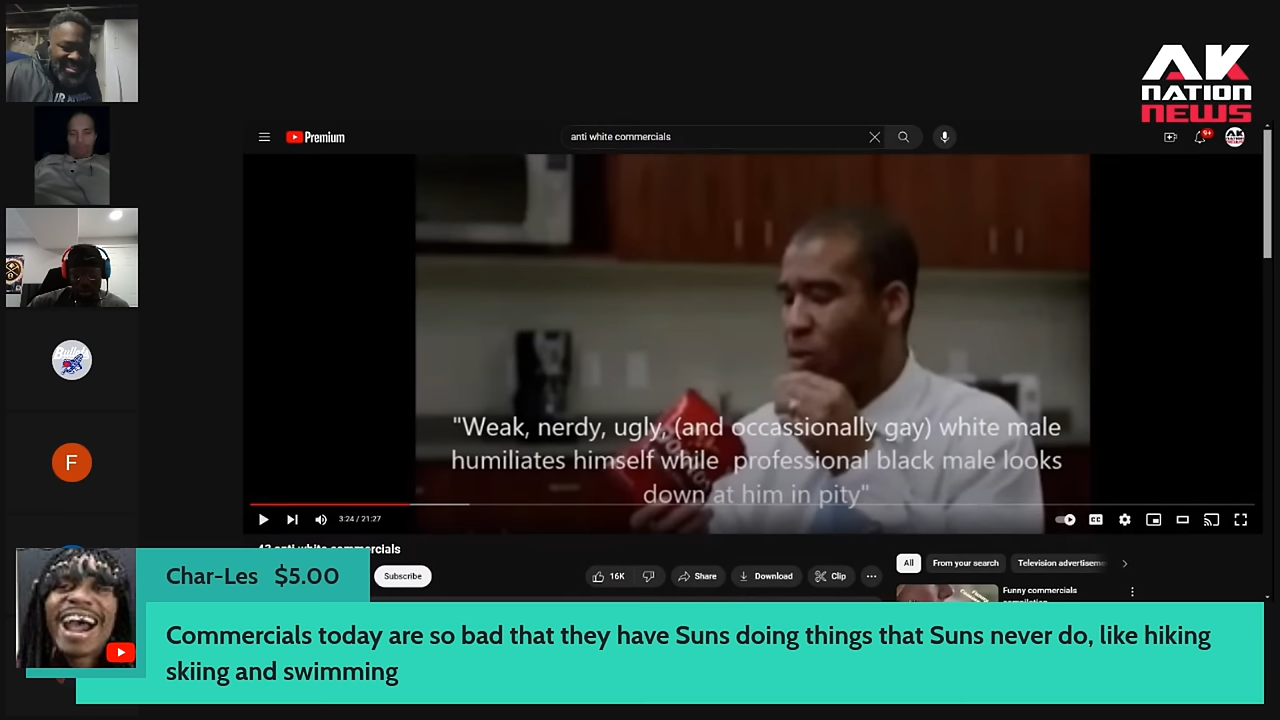 AK
NATION
NEWS
Premium
anti white commercials
9+
"Weak, nerdy, ugly, (and occassionally gay) white male
humiliates himself while professional black male looks
down at him in pity"
3:24 / 21:27
CC
commercials
Subscribe
16K
Share
Download
Clip
All
From your search
Television advertiseme
Funny commercials
F
Char-Les $5.00
Commercials today are so bad that they have Suns doing things that Suns never do, like hiking
skiing and swimming